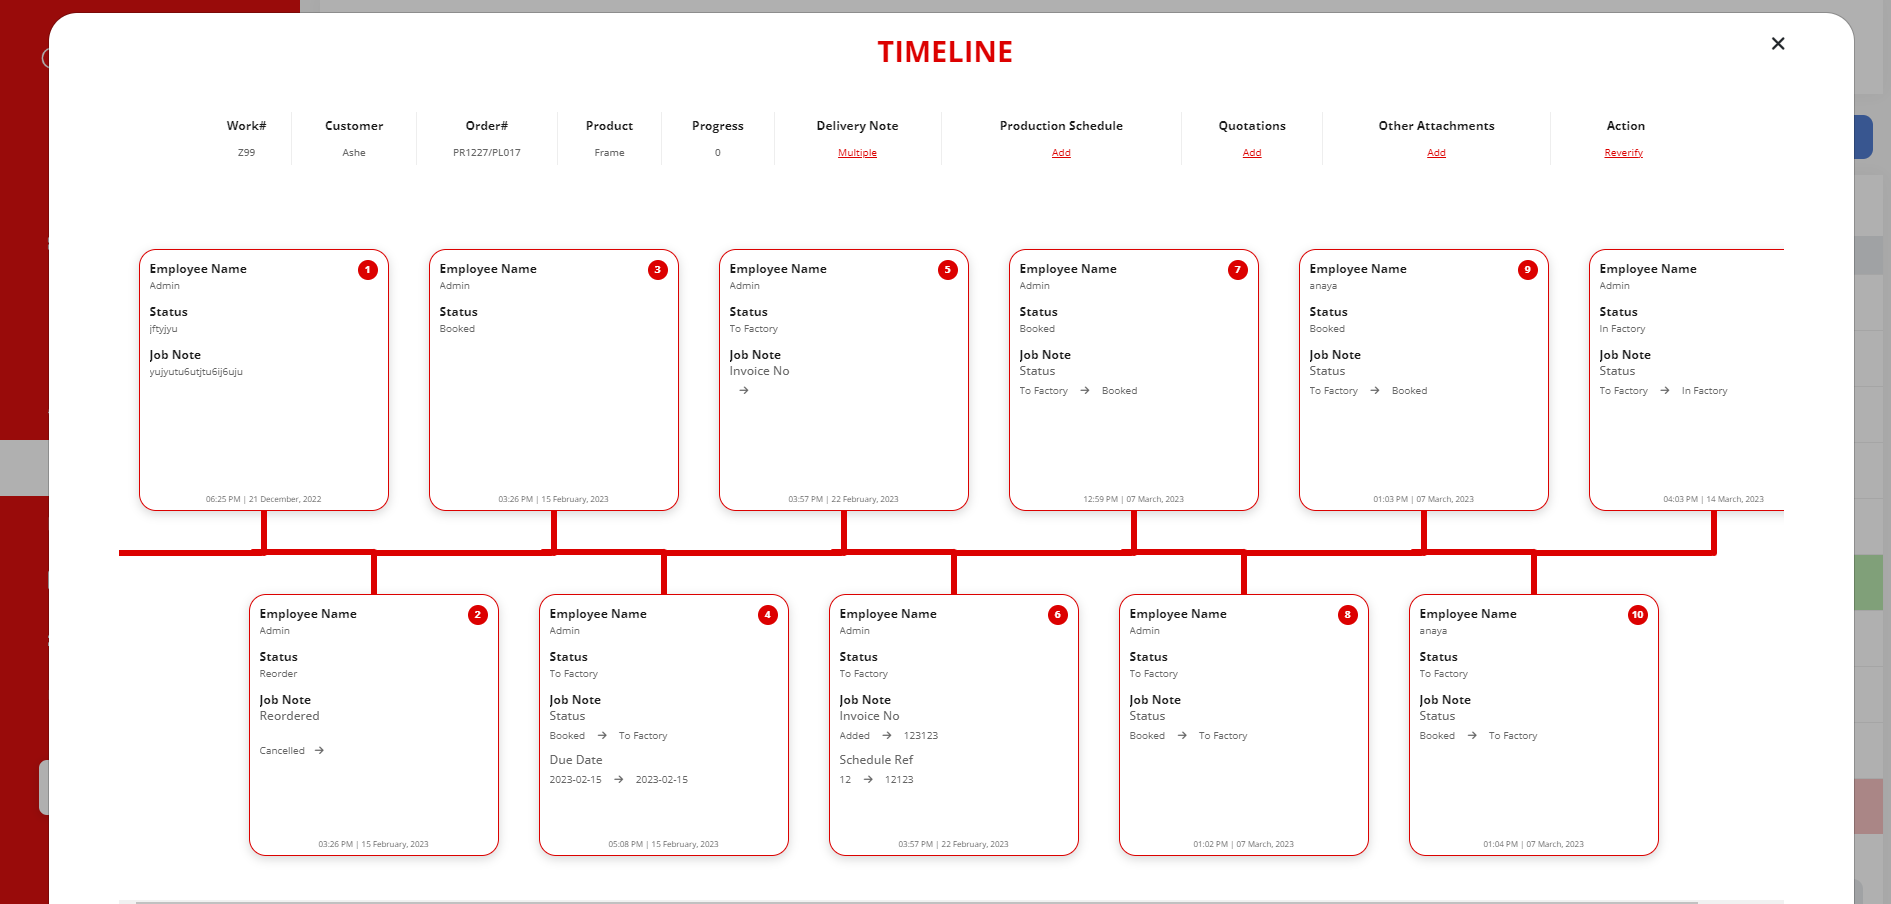 TIMELINE
Work# Customer Order# Product Progress Delivery Note Production Schedule Quotations Other Attachments Action
Z99 Ashe PR1227/PL017 Frame 0 Multiple Add Add Add Reverify
Employee Name 1
Admin
Status
jftyjyu
Job Note
yujyutu6utjtu6ij6uju
06:25 PM | 21 December, 2022
Employee Name 2
Admin
Status
Reorder
Job Note
Reordered
Cancelled →
03:26 PM | 15 February, 2023
Employee Name 3
Admin
Status
Booked
03:26 PM | 15 February, 2023
Employee Name 4
Admin
Status
To Factory
Job Note
Status
Booked → To Factory
Due Date
2023-02-15 → 2023-02-15
05:08 PM | 15 February, 2023
Employee Name 5
Admin
Status
To Factory
Job Note
Invoice No
→
03:57 PM | 22 February, 2023
Employee Name 6
Admin
Status
To Factory
Job Note
Invoice No
Added → 123123
Schedule Ref
12 → 12123
03:57 PM | 22 February, 2023
Employee Name 7
Admin
Status
Booked
Job Note
Status
To Factory → Booked
12:59 PM | 07 March, 2023
Employee Name 8
Admin
Status
To Factory
Job Note
Status
Booked → To Factory
01:02 PM | 07 March, 2023
Employee Name 9
anaya
Status
Booked
Job Note
Status
To Factory → Booked
01:03 PM | 07 March, 2023
Employee Name 10
anaya
Status
To Factory
Job Note
Status
Booked → To Factory
01:04 PM | 07 March, 2023
Employee Name
Admin
Status
In Factory
Job Note
Status
To Factory → In Factory
04:03 PM | 14 March, 2023